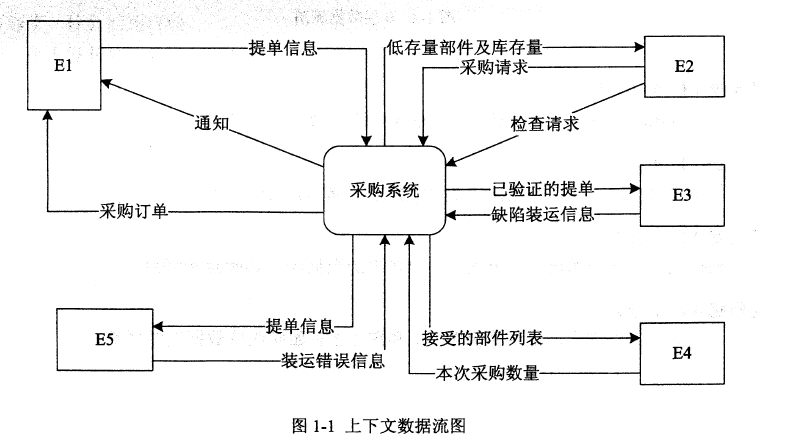 E1
提单信息
低存量部件及库存量
采购请求
E2
通知
检查请求
采购系统
已验证的提单
E3
采购订单
缺陷装运信息
E5
提单信息
装运错误信息
接受的部件列表
E4
本次采购数量
图 1-1 上下文数据流图